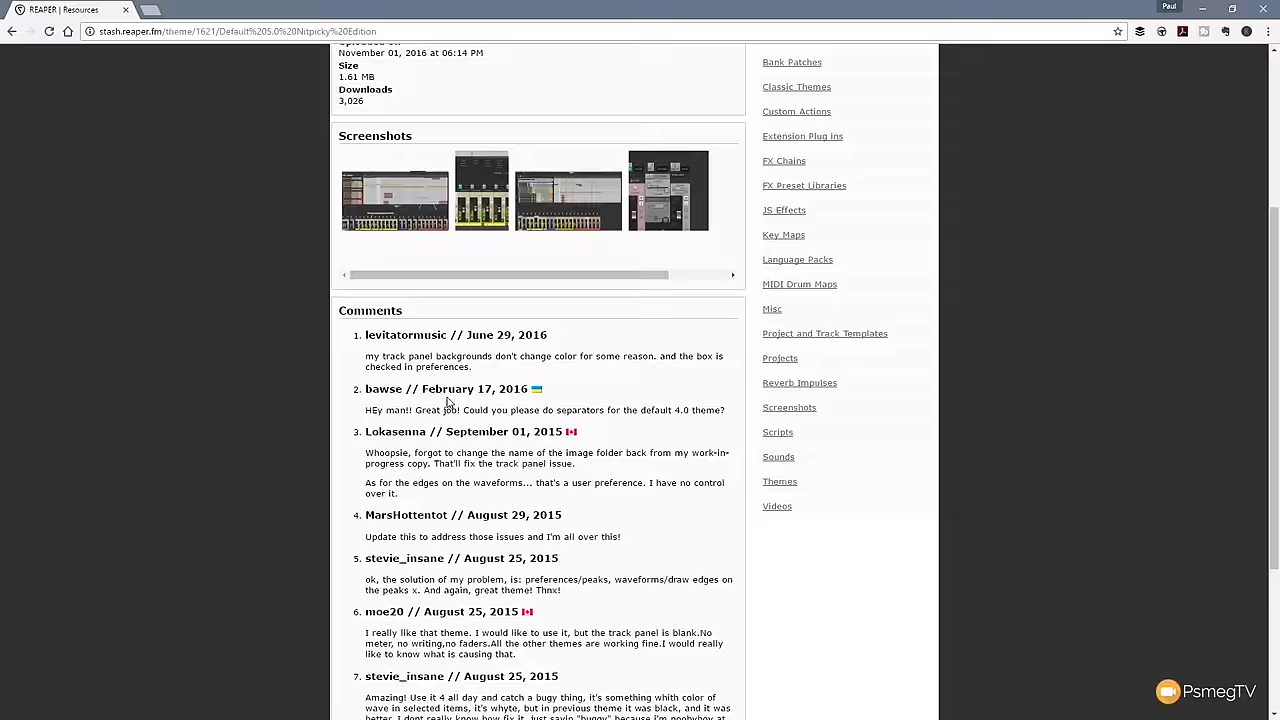 REAPER | Resources
Paul
stash.reaper.fm/theme/1621/Default%205.0%20Nitpicky%20Edition
November 01, 2016 at 06:14 PM
Size
1.61 MB
Downloads
3,026
Screenshots
Comments
1. levitatormusic // June 29, 2016
my track panel backgrounds don't change color for some reason. and the box is
checked in preferences.
2. bawse // February 17, 2016
HEy man!! Great job! Could you please do separators for the default 4.0 theme?
3. Lokasenna // September 01, 2015
Whoopsie, forgot to change the name of the image folder back from my work-in-
progress copy. That'll fix the track panel issue.
As for the edges on the waveforms... that's a user preference. I have no control
over it.
4. MarsHottentot // August 29, 2015
Update this to address those issues and I'm all over this!
5. stevie_insane // August 25, 2015
ok, the solution of my problem, is: preferences/peaks, waveforms/draw edges on
the peaks x. And again, great theme! Thnx!
6. moe20 // August 25, 2015
I really like that theme. I would like to use it, but the track panel is blank.No
meter, no writing,no faders.All the other themes are working fine.I would really
like to know what is causing that.
7. stevie_insane // August 25, 2015
Amazing! Use it 4 all day and catch a bugy thing, it's something whith color of
wave in selected items, it's whyte, but in previous theme it was black, and it was
better. I dont really know how fix it, just sayin "buggy" because i'm noobyboy at
Bank Patches
Classic Themes
Custom Actions
Extension Plug ins
FX Chains
FX Preset Libraries
JS Effects
Key Maps
Language Packs
MIDI Drum Maps
Misc
Project and Track Templates
Projects
Reverb Impulses
Screenshots
Scripts
Sounds
Themes
Videos
PsmegTV